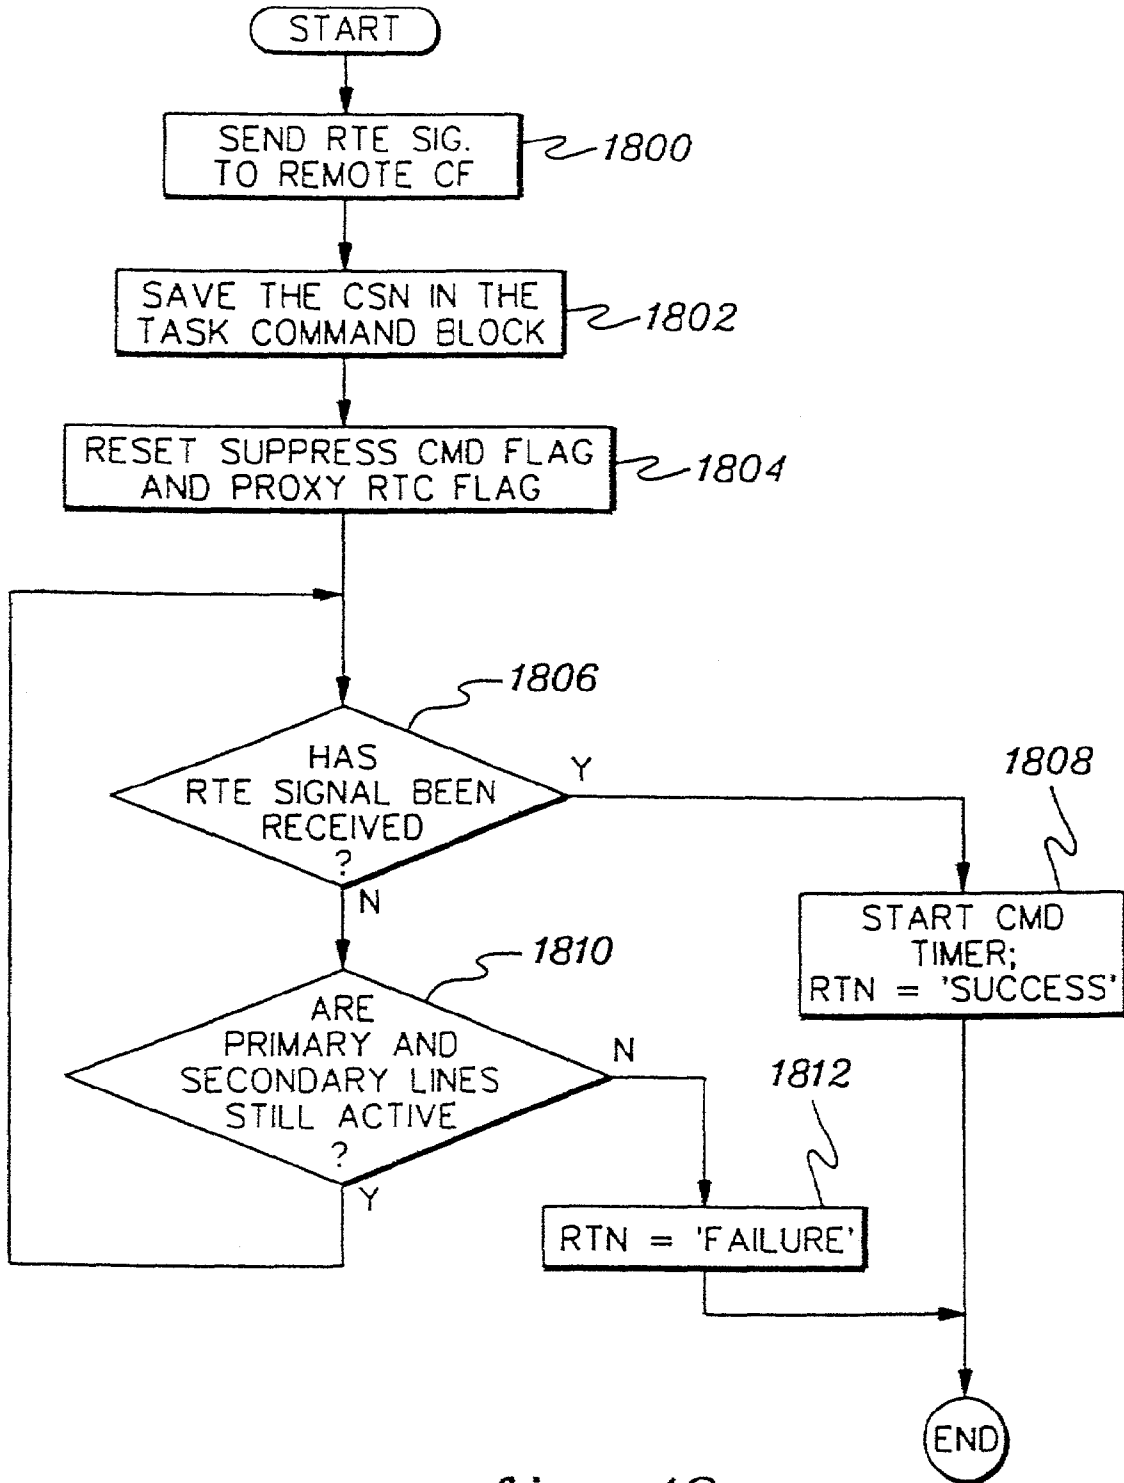 START
SEND RTE SIG.
TO REMOTE CF
1800
SAVE THE CSN IN THE
TASK COMMAND BLOCK
1802
RESET SUPPRESS CMD FLAG
AND PROXY RTC FLAG
1804
1806
HAS
RTE SIGNAL BEEN
RECEIVED
?
Y
N
1808
START CMD
TIMER;
RTN = 'SUCCESS'
1810
ARE
PRIMARY AND
SECONDARY LINES
STILL ACTIVE
?
N
Y
1812
RTN = 'FAILURE'
END